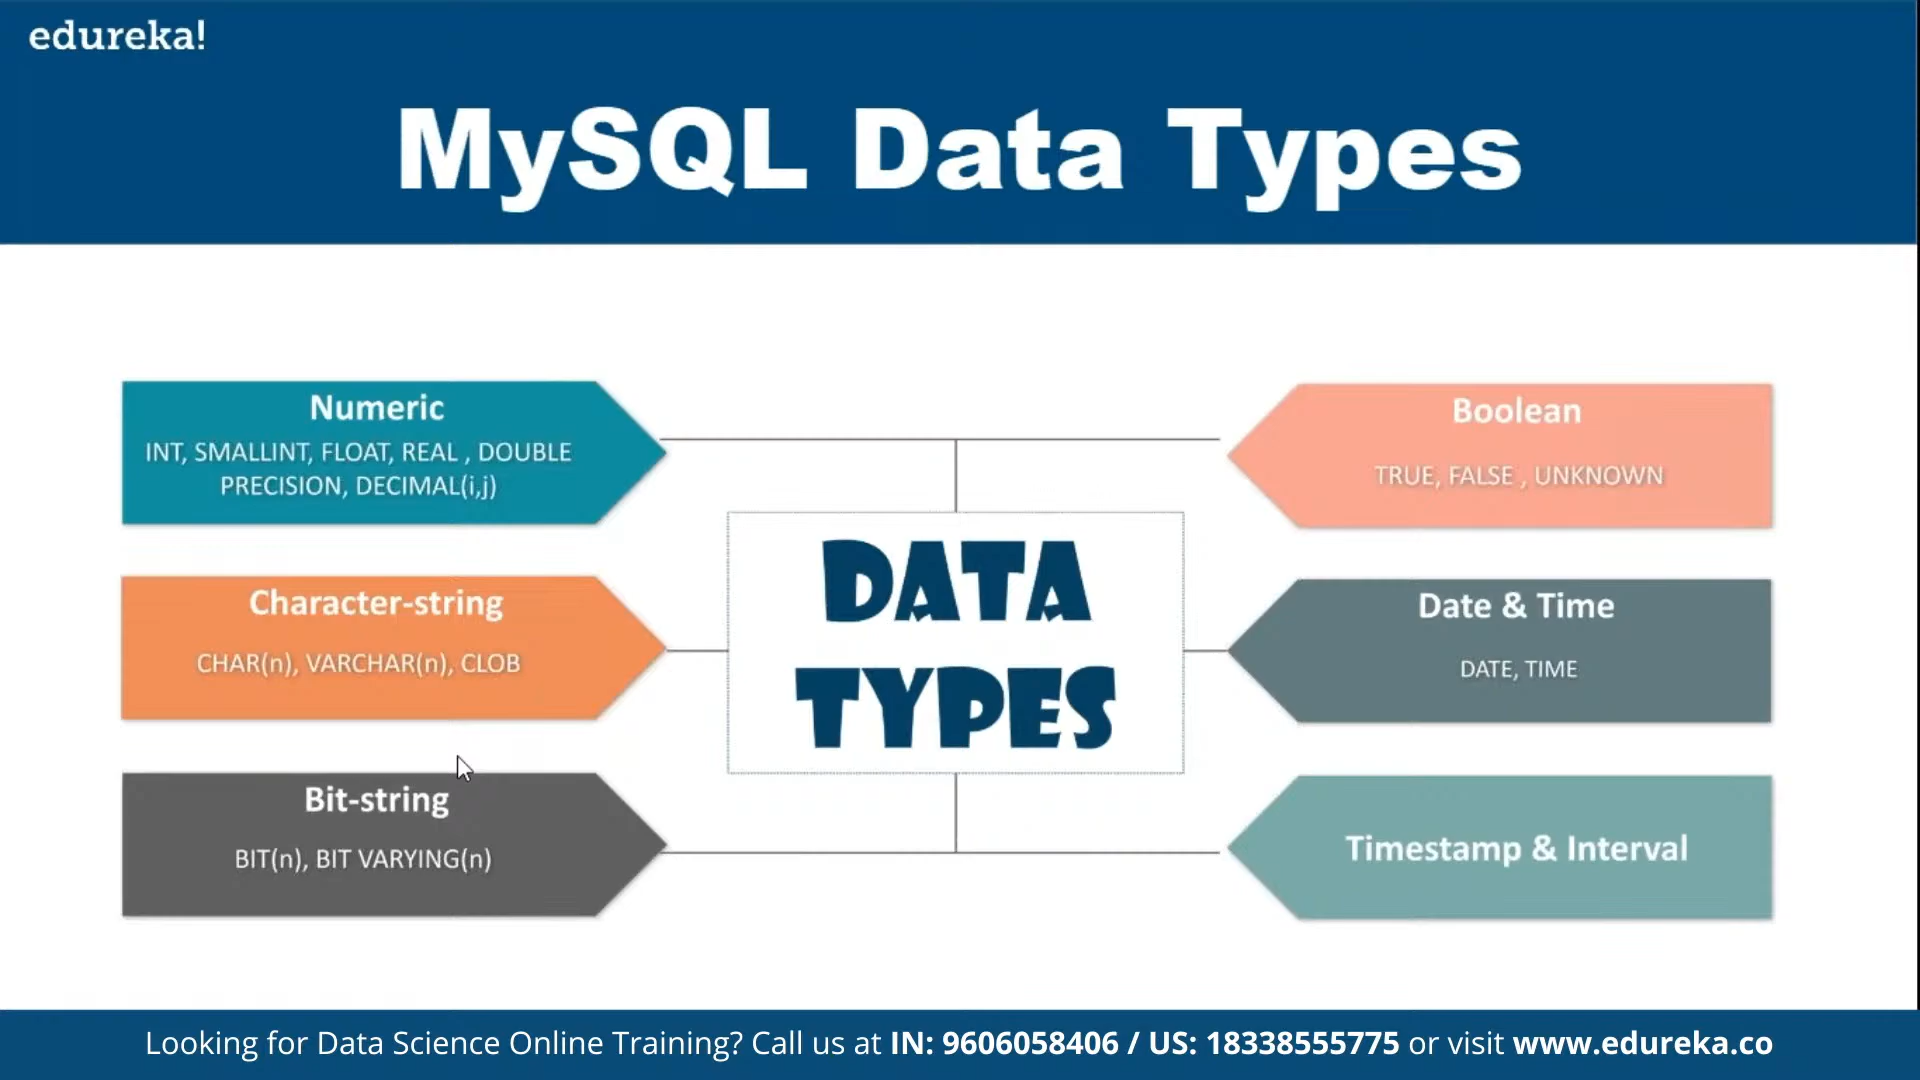 edureka!
MySQL Data Types
Numeric
INT, SMALLINT, FLOAT, REAL , DOUBLE
PRECISION, DECIMAL(i,j)
Character-string
CHAR(n), VARCHAR(n), CLOB
Bit-string
BIT(n), BIT VARYING(n)
DATA
TYPES
Boolean
TRUE, FALSE , UNKNOWN
Date & Time
DATE, TIME
Timestamp & Interval
Looking for Data Science Online Training? Call us at IN: 9606058406 / US: 18338555775 or visit www.edureka.co